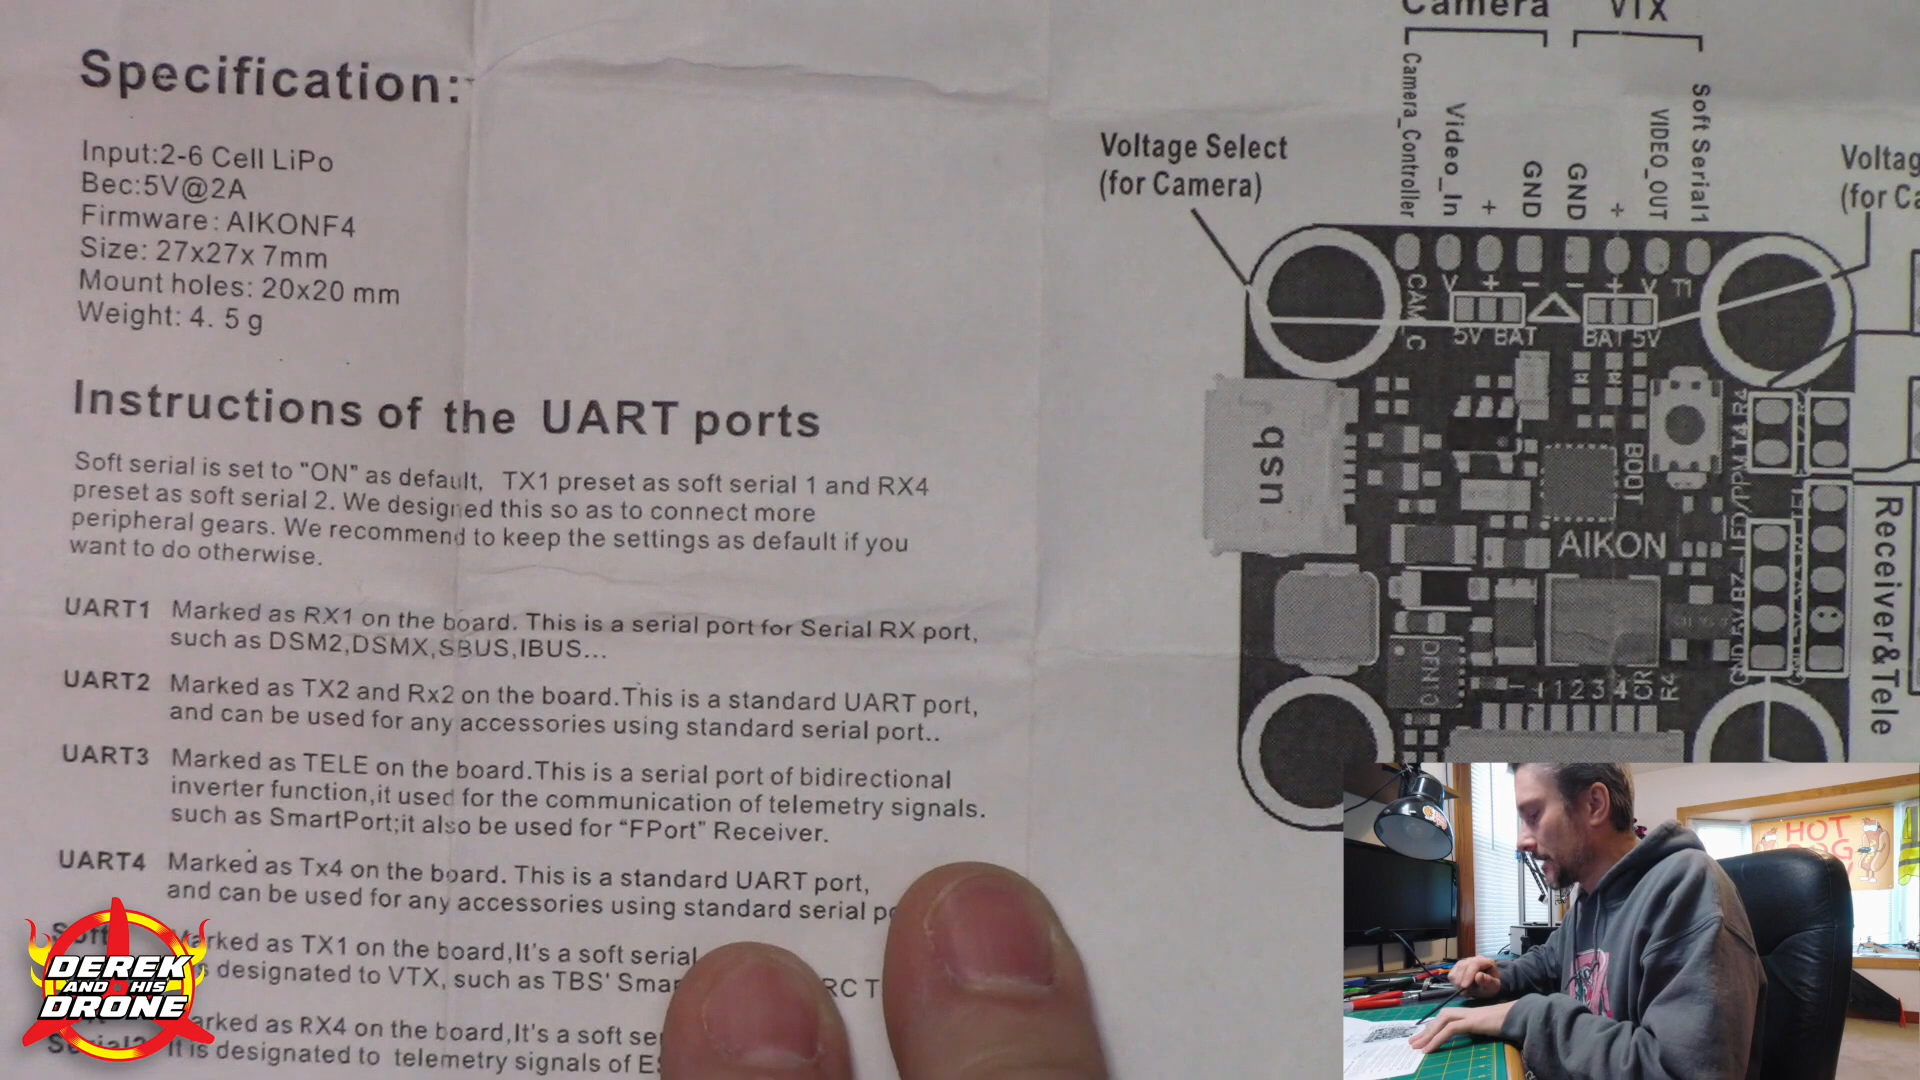 Specification:
Input:2-6 Cell LiPo
Bec:5V@2A
Firmware: AIKONF4
Size: 27x27x 7mm
Mount holes: 20x20 mm
Weight: 4. 5 g
Instructions of the UART ports
Soft serial is set to "ON" as default, TX1 preset as soft serial 1 and RX4
preset as soft serial 2. We designed this so as to connect more
peripheral gears. We recommend to keep the settings as default if you
want to do otherwise.
UART1 Marked as RX1 on the board. This is a serial port for Serial RX port,
such as DSM2,DSMX,SBUS,IBUS...
UART2 Marked as TX2 and Rx2 on the board.This is a standard UART port,
and can be used for any accessories using standard serial port..
UART3 Marked as TELE on the board.This is a serial port of bidirectional
inverter function,it used for the communication of telemetry signals.
such as SmartPort;it also be used for “FPort” Receiver.
UART4 Marked as Tx4 on the board. This is a standard UART port,
and can be used for any accessories using standard serial
Soft Marked as TX1 on the board,It's a soft serial
designated to VTX, such as TBS'
arked as RX4 on the board,It's a soft
It is designated to telemetry signals of
Camera VTX
Camera_Controller
Video_In
+
GND
GND
+
VIDEO_OUT
Soft Serial1
Voltage Select
(for Camera)
Voltag
(for Ca
CAM_C
V + - - + V T1
5V BAT
BAT 5V
usb
BOOT
AIKON
- + 1 2 3 4 CR R4
Receiver&Tele
DEREK
AND HIS
DRONE
HOT